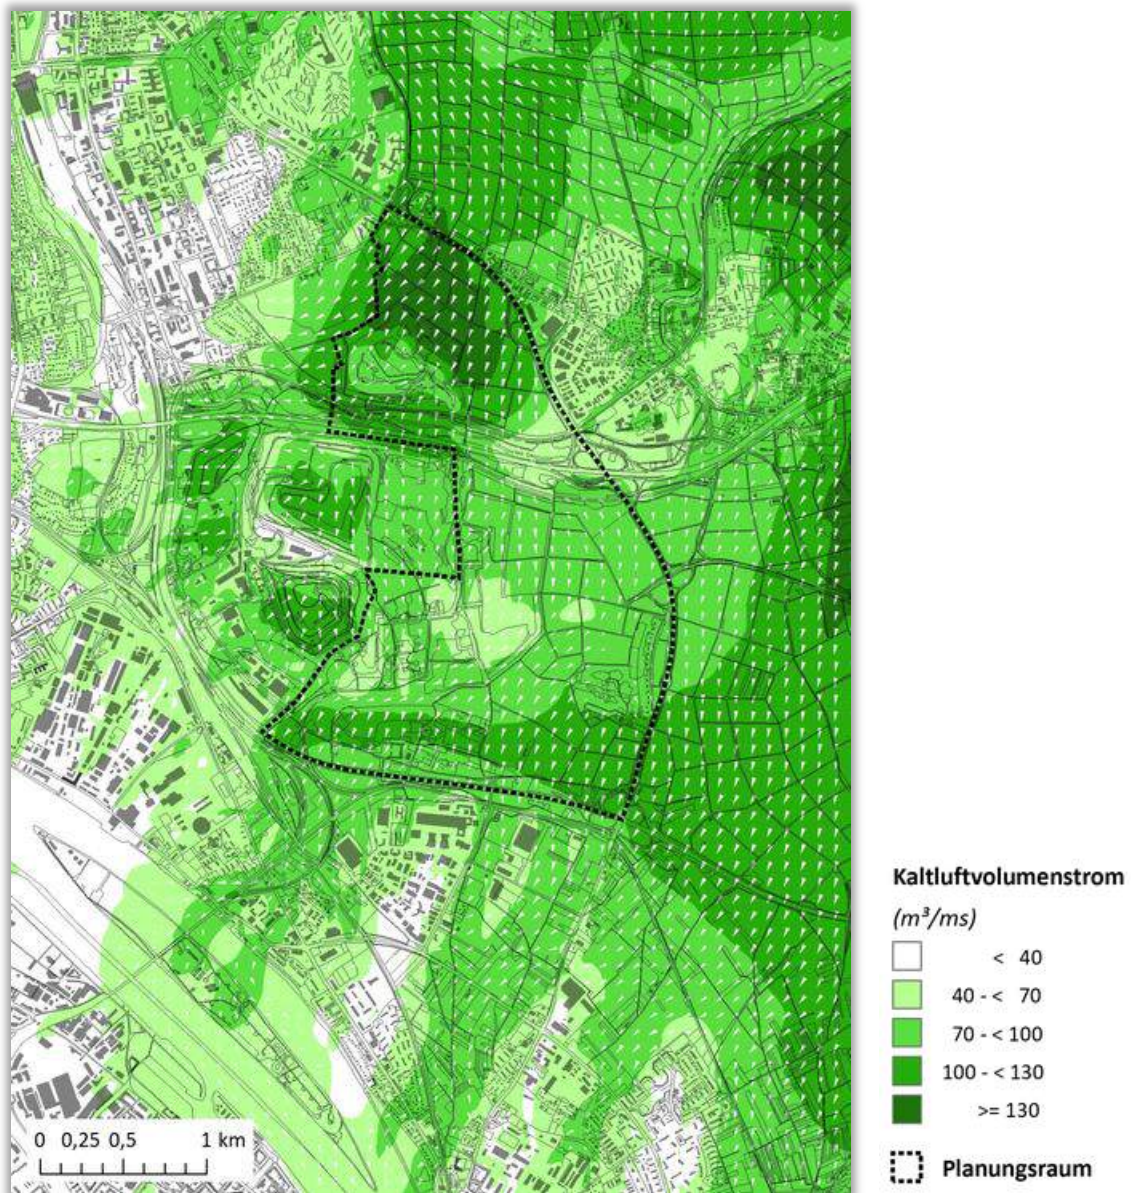 Kaltluftvolumenstrom
(m³/ms)
< 40
40 - < 70
70 - < 100
100 - < 130
>= 130
Planungsraum
0 0,25 0,5 1 km